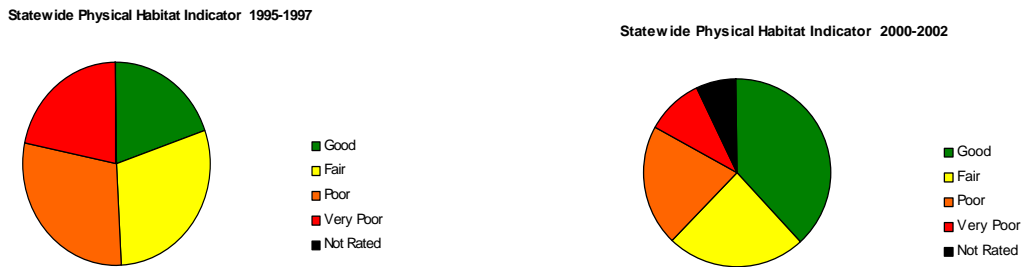 Statewide Physical Habitat Indicator 1995-1997
Good
Fair
Poor
Very Poor
Not Rated
Statewide Physical Habitat Indicator 2000-2002
Good
Fair
Poor
Very Poor
Not Rated